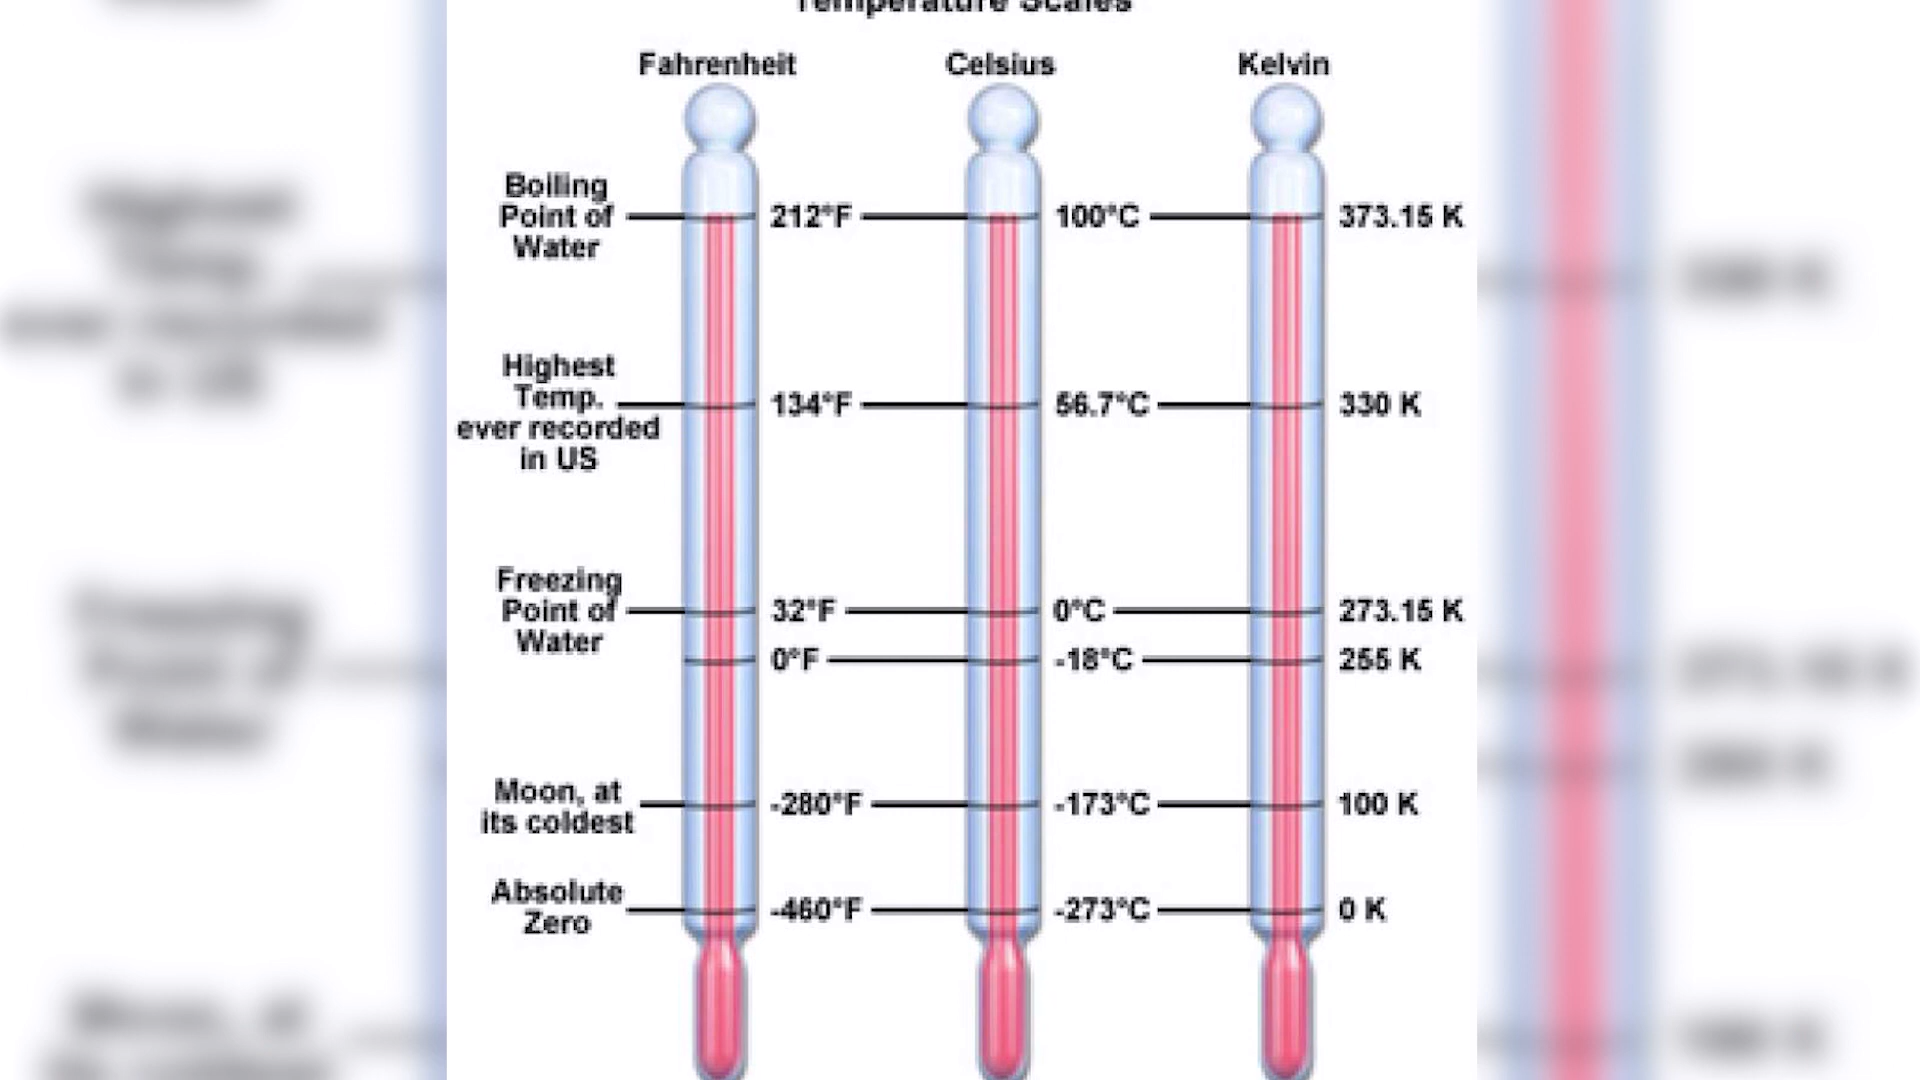 Temperature Scales
Fahrenheit Celsius Kelvin
Boiling
Point of
Water
212°F 100°C 373.15 K
Highest
Temp.
ever recorded
in US
134°F 56.7°C 330 K
Freezing
Point of
Water
32°F 0°C 273.15 K
0°F -18°C 255 K
Moon, at
its coldest
-280°F -173°C 100 K
Absolute
Zero
-460°F -273°C 0 K